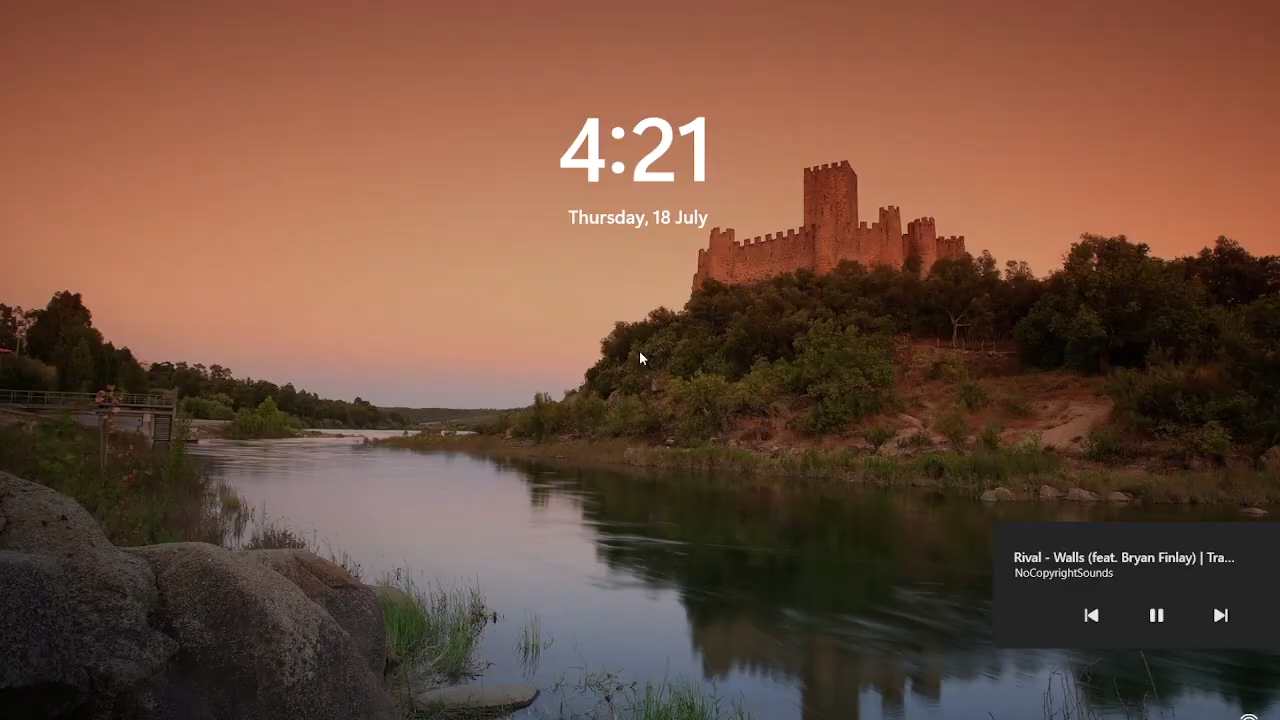 4:21
Thursday, 18 July
Rival - Walls (feat. Bryan Finlay) | Tra...
NoCopyrightSounds